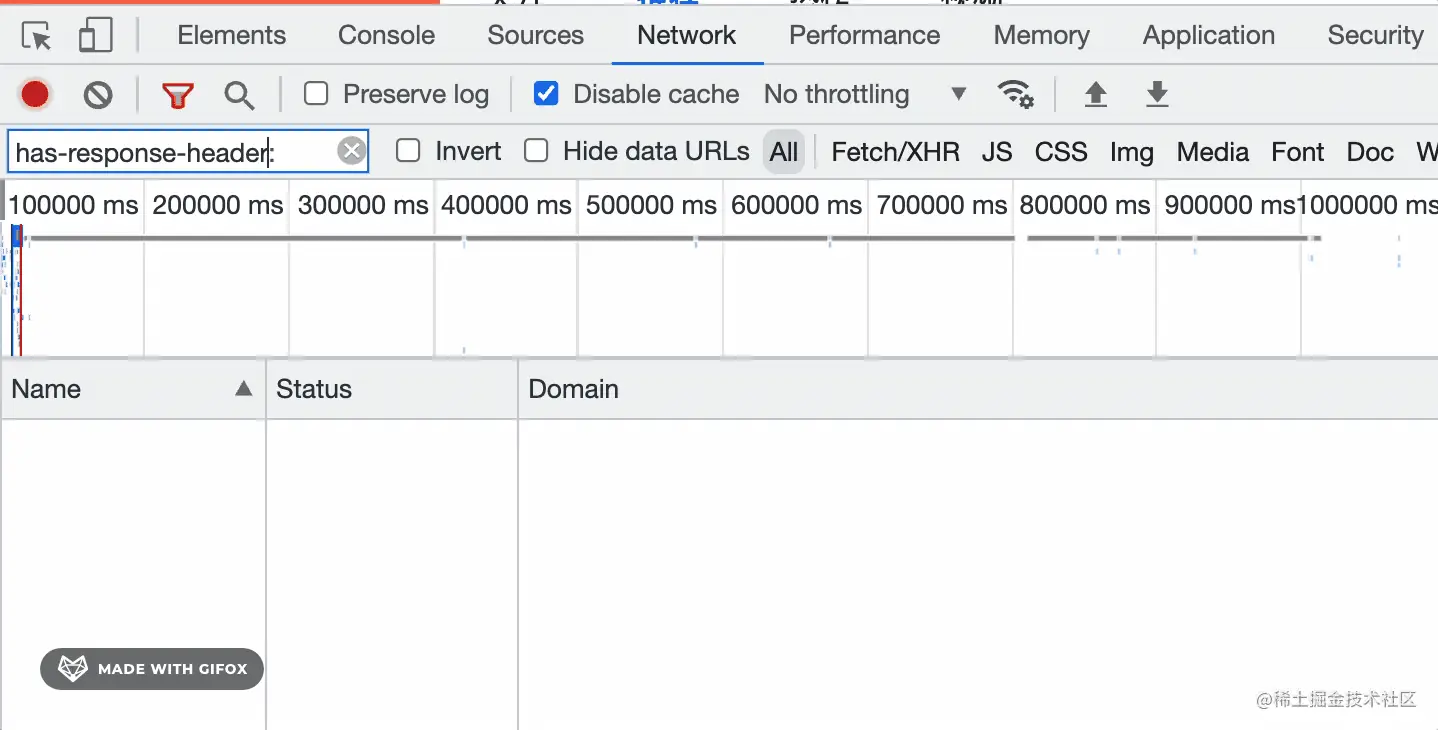 Elements Console Sources Network Performance Memory Application Security
Preserve log Disable cache No throttling
has-response-header: Invert Hide data URLs All Fetch/XHR JS CSS Img Media Font Doc W
100000 ms 200000 ms 300000 ms 400000 ms 500000 ms 600000 ms 700000 ms 800000 ms 900000 ms 1000000 ms
Name Status Domain
MADE WITH GIFOX
@稀土掘金技术社区